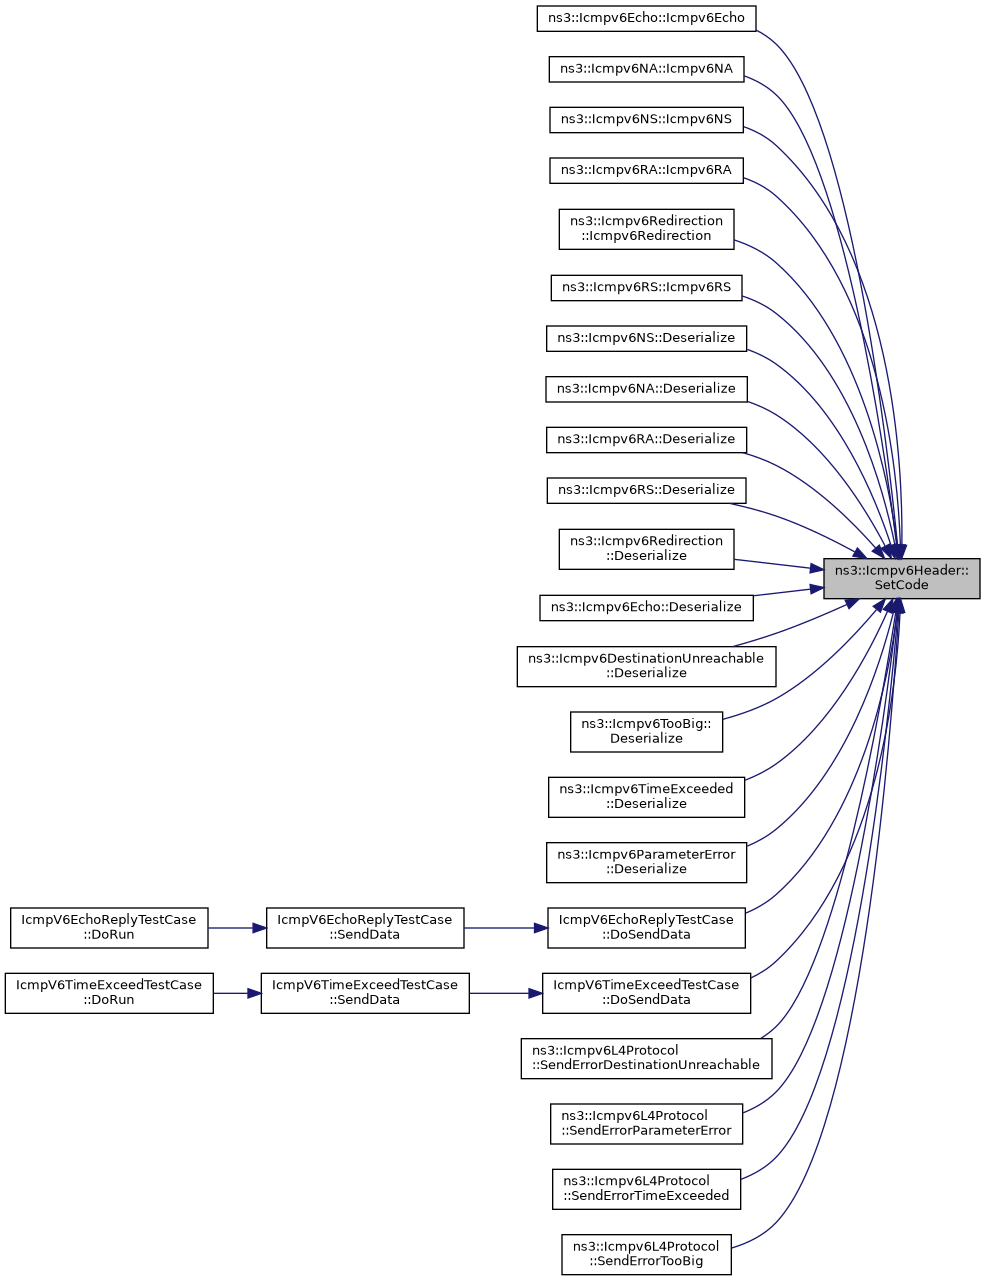 ns3::Icmpv6Echo::Icmpv6Echo
ns3::Icmpv6NA::Icmpv6NA
ns3::Icmpv6NS::Icmpv6NS
ns3::Icmpv6RA::Icmpv6RA
ns3::Icmpv6Redirection
::Icmpv6Redirection
ns3::Icmpv6RS::Icmpv6RS
ns3::Icmpv6NS::Deserialize
ns3::Icmpv6NA::Deserialize
ns3::Icmpv6RA::Deserialize
ns3::Icmpv6RS::Deserialize
ns3::Icmpv6Redirection
::Deserialize
ns3::Icmpv6Header::
SetCode
ns3::Icmpv6Echo::Deserialize
ns3::Icmpv6DestinationUnreachable
::Deserialize
ns3::Icmpv6TooBig::
Deserialize
ns3::Icmpv6TimeExceeded
::Deserialize
ns3::Icmpv6ParameterError
::Deserialize
IcmpV6EchoReplyTestCase
::DoRun
IcmpV6EchoReplyTestCase
::SendData
IcmpV6EchoReplyTestCase
::DoSendData
IcmpV6TimeExceedTestCase
::DoRun
IcmpV6TimeExceedTestCase
::SendData
IcmpV6TimeExceedTestCase
::DoSendData
ns3::Icmpv6L4Protocol
::SendErrorDestinationUnreachable
ns3::Icmpv6L4Protocol
::SendErrorParameterError
ns3::Icmpv6L4Protocol
::SendErrorTimeExceeded
ns3::Icmpv6L4Protocol
::SendErrorTooBig